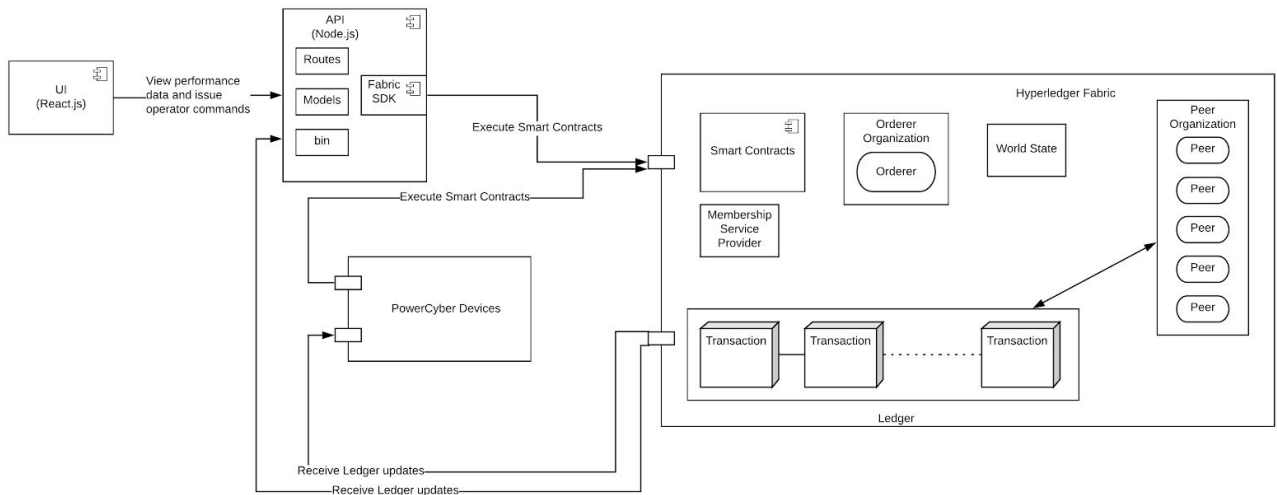 UI
(React.js)
View performance
data and issue
operator commands
API
(Node.js)
Routes
Models
bin
Fabric
SDK
Execute Smart Contracts
Execute Smart Contracts
PowerCyber Devices
Receive Ledger updates
Receive Ledger updates
Hyperledger Fabric
Smart Contracts
Membership
Service
Provider
Orderer
Organization
Orderer
World State
Peer
Organization
Peer
Peer
Peer
Peer
Peer
Transaction
Transaction
Transaction
Ledger